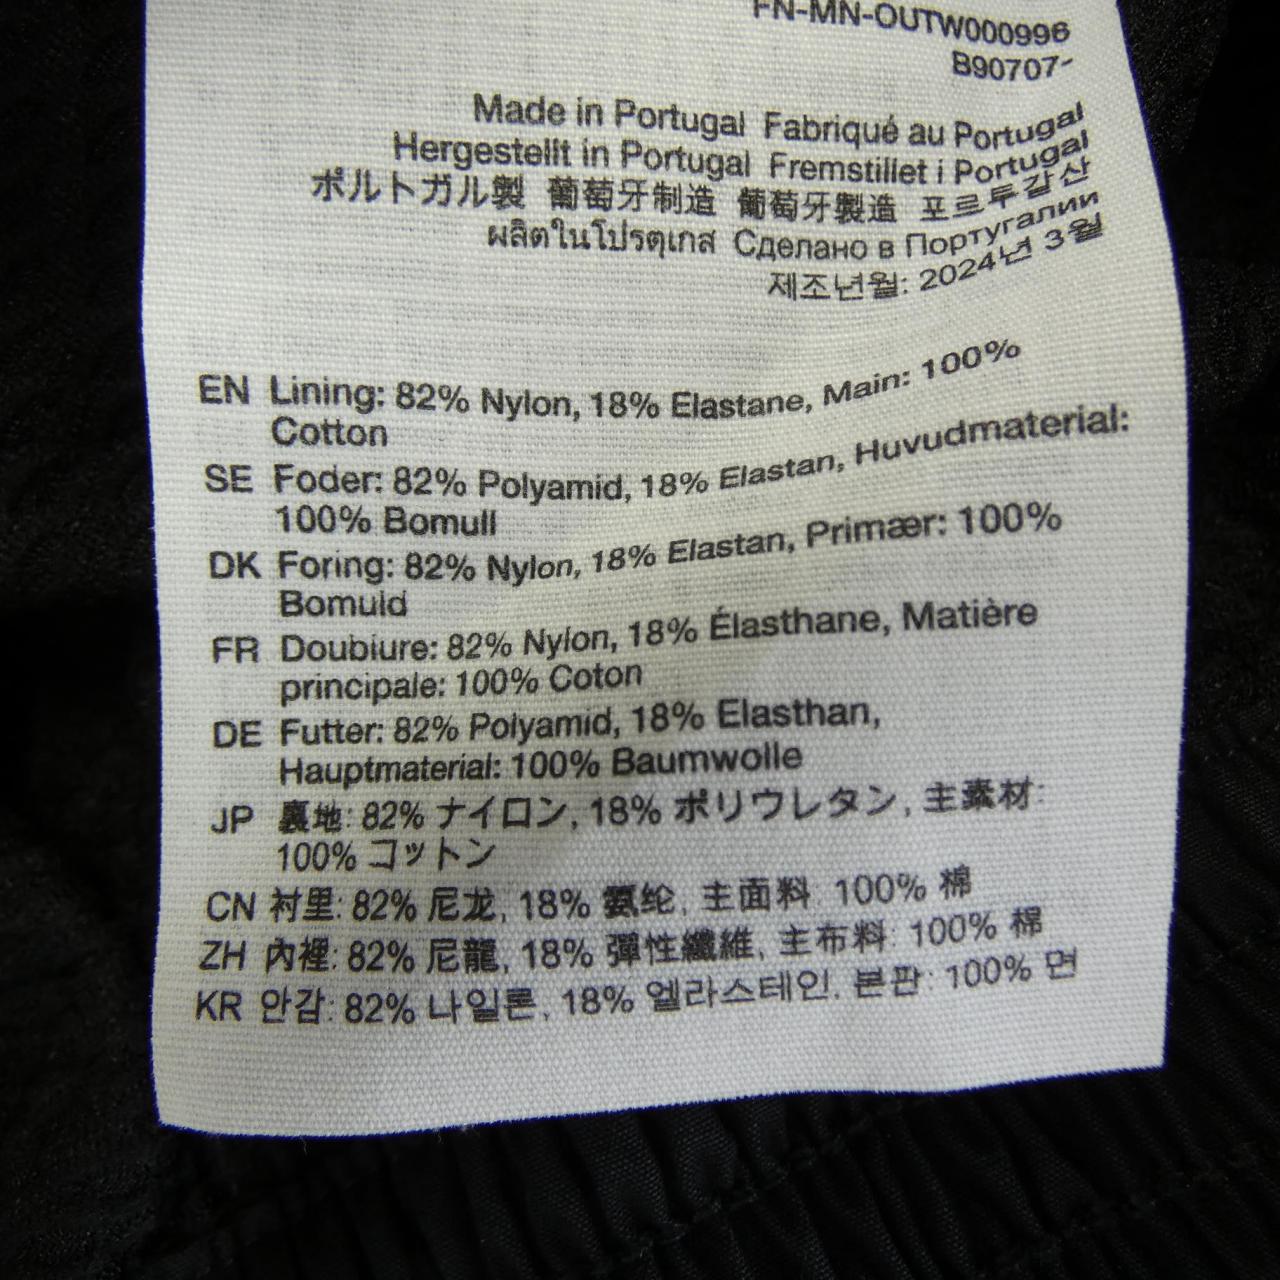 FN-MN-OUTW000996
B90707-
Made in Portugal Fabriqué au Portugal
Hergestellt in Portugal Fremstillet i Portugal
ポルトガル製 葡萄牙制造 葡萄牙製造 포르투갈산
ผลิตในโปรตุเกส Сделано в Португалии
제조년월: 2024년 3월
EN Lining: 82% Nylon, 18% Elastane, Main: 100%
Cotton
SE Foder: 82% Polyamid, 18% Elastan, Huvudmaterial:
100% Bomull
DK Foring: 82% Nylon, 18% Elastan, Primær: 100%
Bomuld
FR Doublure: 82% Nylon, 18% Élasthane, Matière
principale: 100% Coton
DE Futter: 82% Polyamid, 18% Elasthan,
Hauptmaterial: 100% Baumwolle
JP 裏地: 82% ナイロン, 18% ポリウレタン, 主素材:
100% コットン
CN 衬里: 82% 尼龙, 18% 氨纶, 主面料: 100% 棉
ZH 內裡: 82% 尼龍, 18% 彈性纖維, 主布料: 100% 棉
KR 안감: 82% 나일론, 18% 엘라스테인, 본판: 100% 면